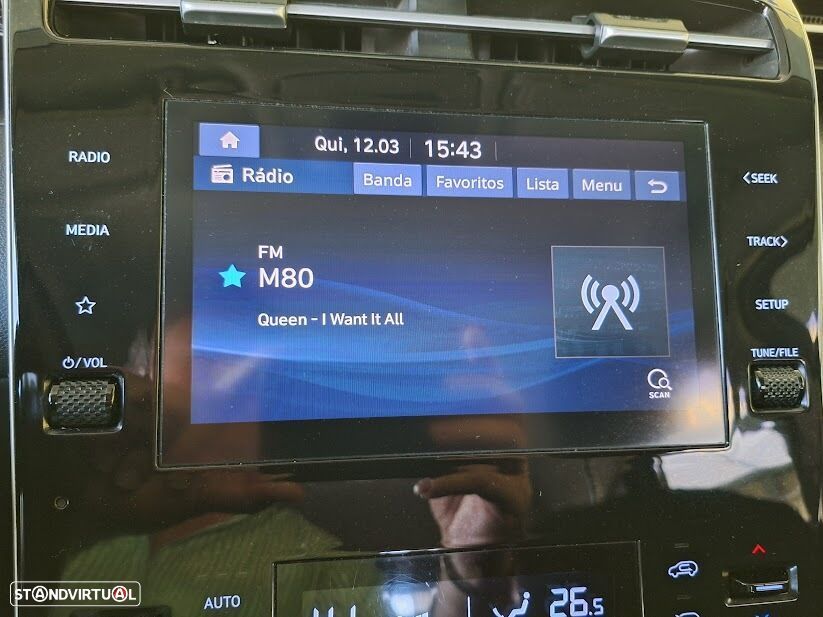 Qui, 12.03 15:43
RADIO
Rádio Banda Favoritos Lista Menu
<SEEK
MEDIA
TRACK>
FM
M80
SETUP
Queen - I Want It All
/VOL
TUNE/FILE
SCAN
AUTO
26.5
STANDVIRTUAL